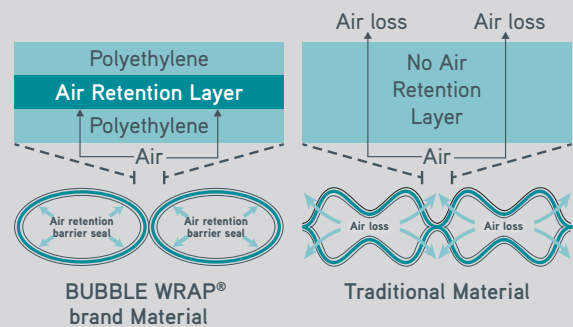 Polyethylene
Air Retention Layer
Polyethylene
Air
Air retention
barrier seal
Air retention
barrier seal
BUBBLE WRAP®
brand Material
Air loss
Air loss
No Air
Retention
Layer
Air
Air loss
Air loss
Traditional Material